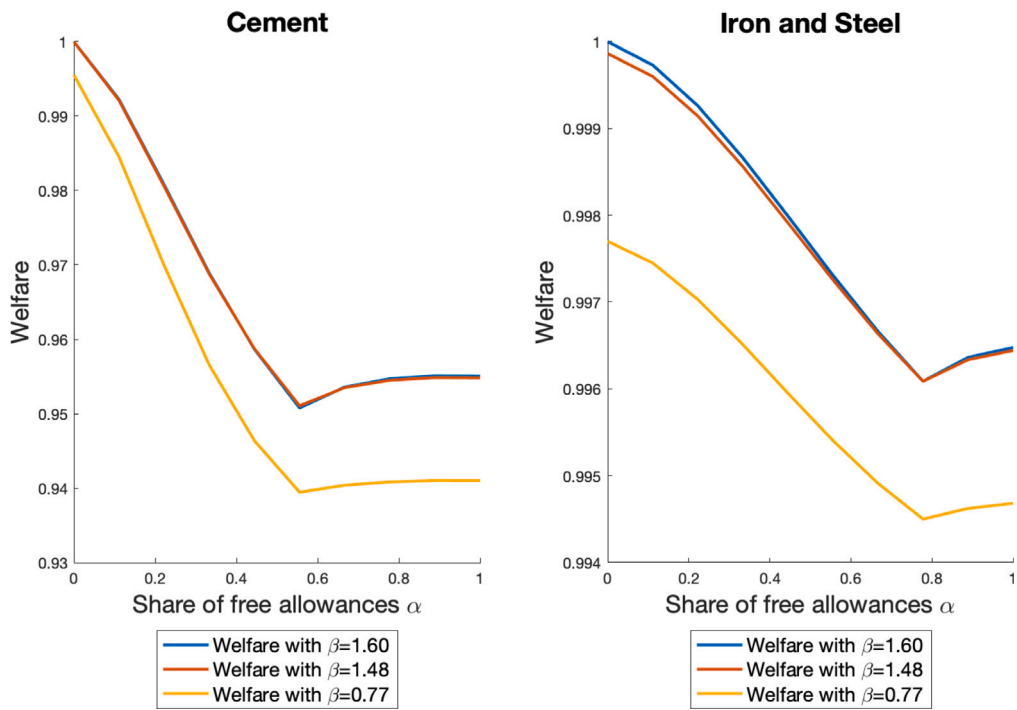 Cement
1
0.99
0.98
0.97
0.96
0.95
0.94
0.93
Welfare
0
0.2
0.4
0.6
0.8
1
Share of free allowances α
Welfare with β=1.60
Welfare with β=1.48
Welfare with β=0.77
Iron and Steel
1
0.999
0.998
0.997
0.996
0.995
0.994
Welfare
0
0.2
0.4
0.6
0.8
1
Share of free allowances α
Welfare with β=1.60
Welfare with β=1.48
Welfare with β=0.77